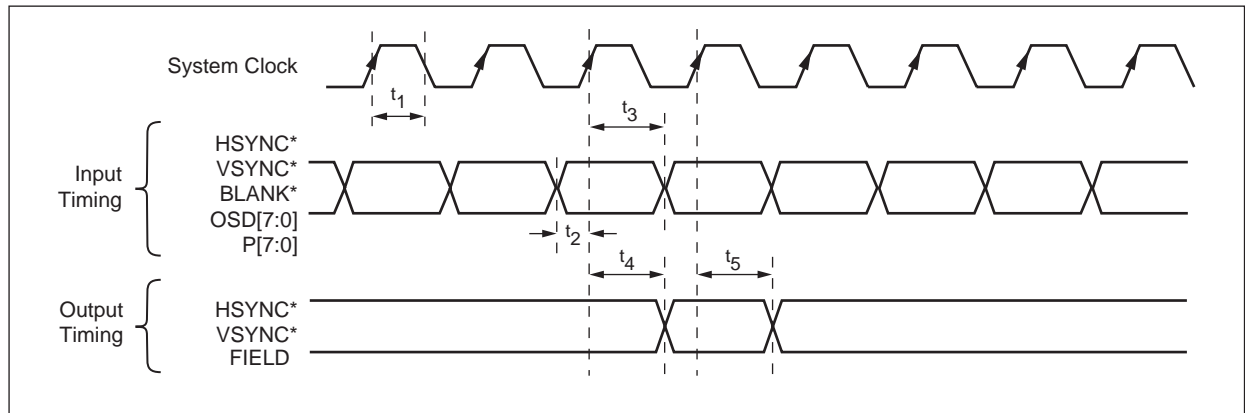 System Clock
t1
t3
HSYNC*
Input
Timing
VSYNC*
BLANK*
OSD[7:0]
P[7:0]
t2
t4
t5
Output
Timing
HSYNC*
VSYNC*
FIELD